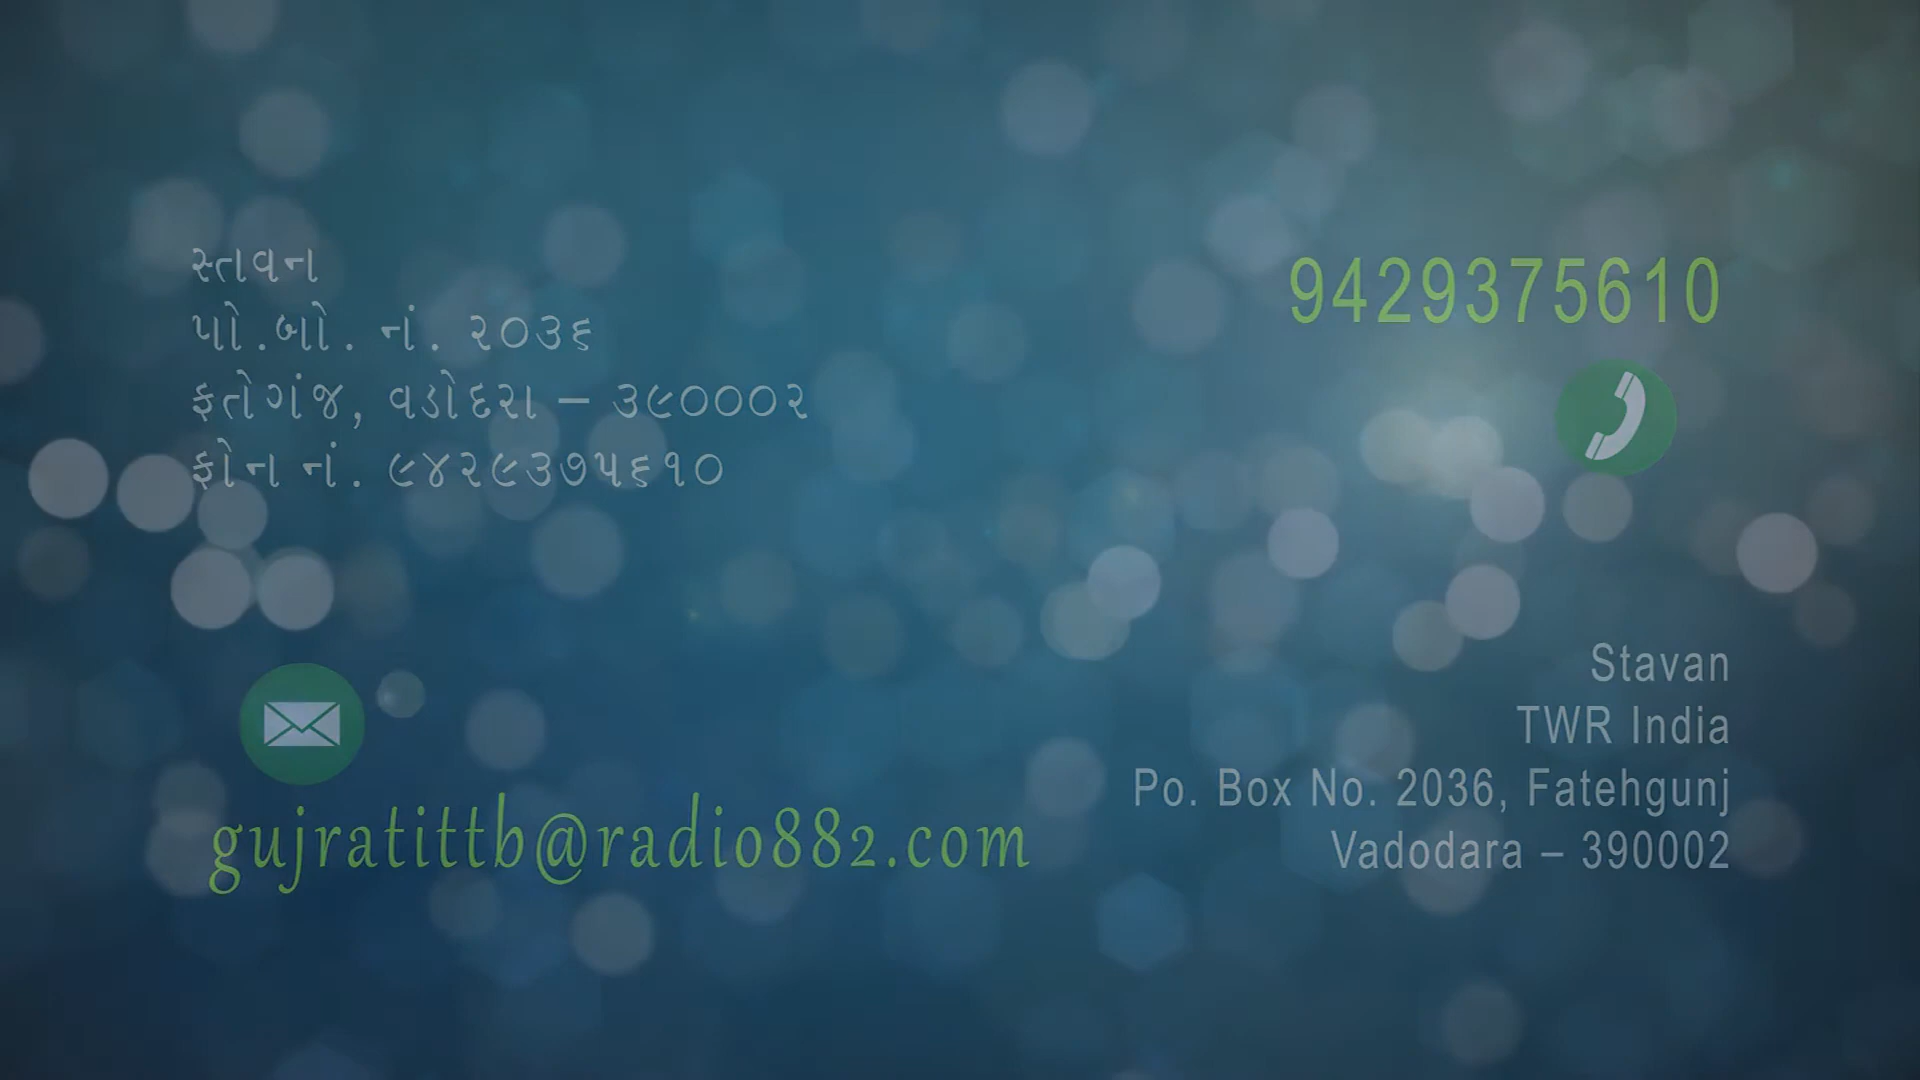 સ્તવન
પો.બો. નં. ૨૦૩૬
ફતેગંજ, વડોદરા – ૩૯૦૦૦૨
ફોન નં. ૯૪૨૯૩૭૫૬૧૦
9429375610
gujratittb@radio882.com
Stavan
TWR India
Po. Box No. 2036, Fatehgunj
Vadodara – 390002